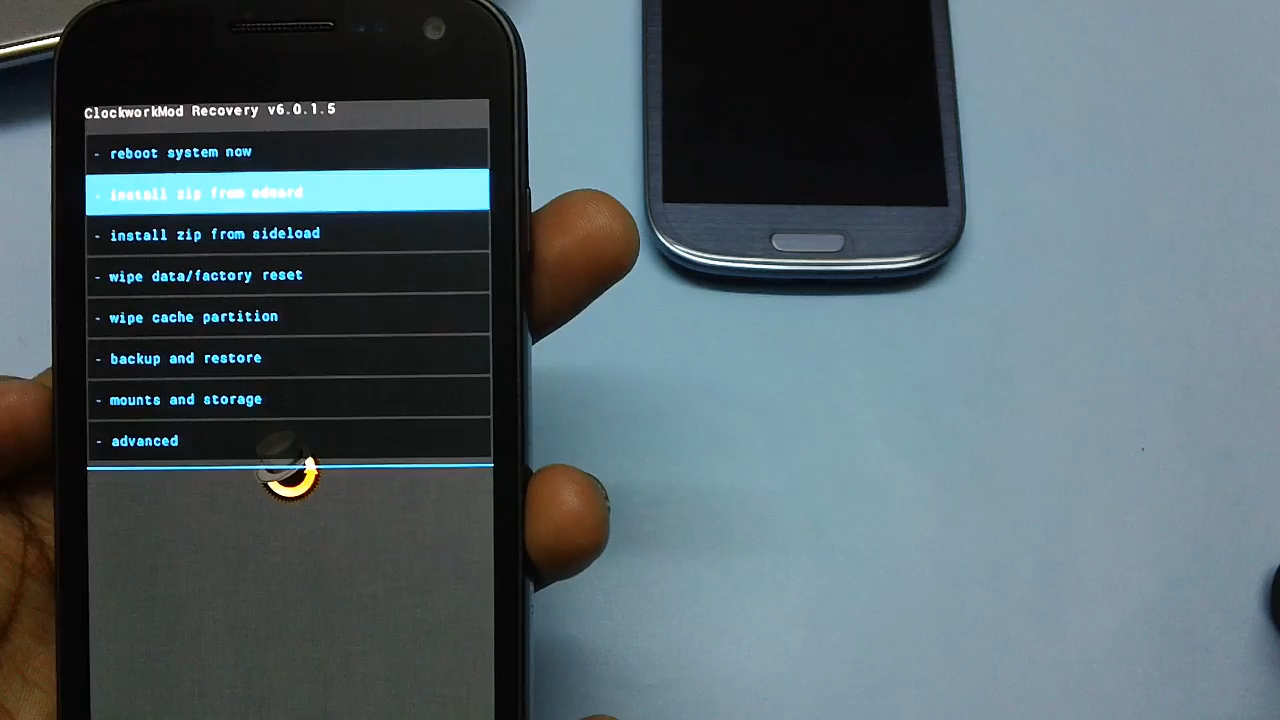 ClockworkMod Recovery v6.0.1.5
- reboot system now
- install zip from sdcard
- install zip from sideload
- wipe data/factory reset
- wipe cache partition
- backup and restore
- mounts and storage
- advanced